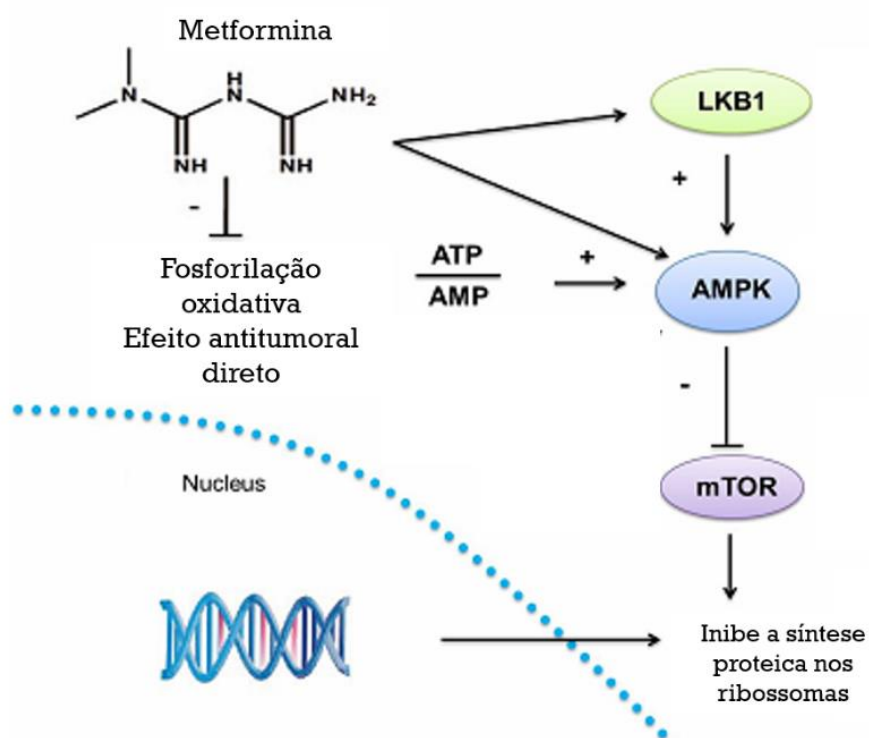 Metformina
N
H
N
NH2
NH
NH
LKB1
-
+
Fosforilação
oxidativa
Efeito antitumoral
direto
ATP
AMP
+
AMPK
-
mTOR
Nucleus
Inibe a síntese
proteica nos
ribossomas